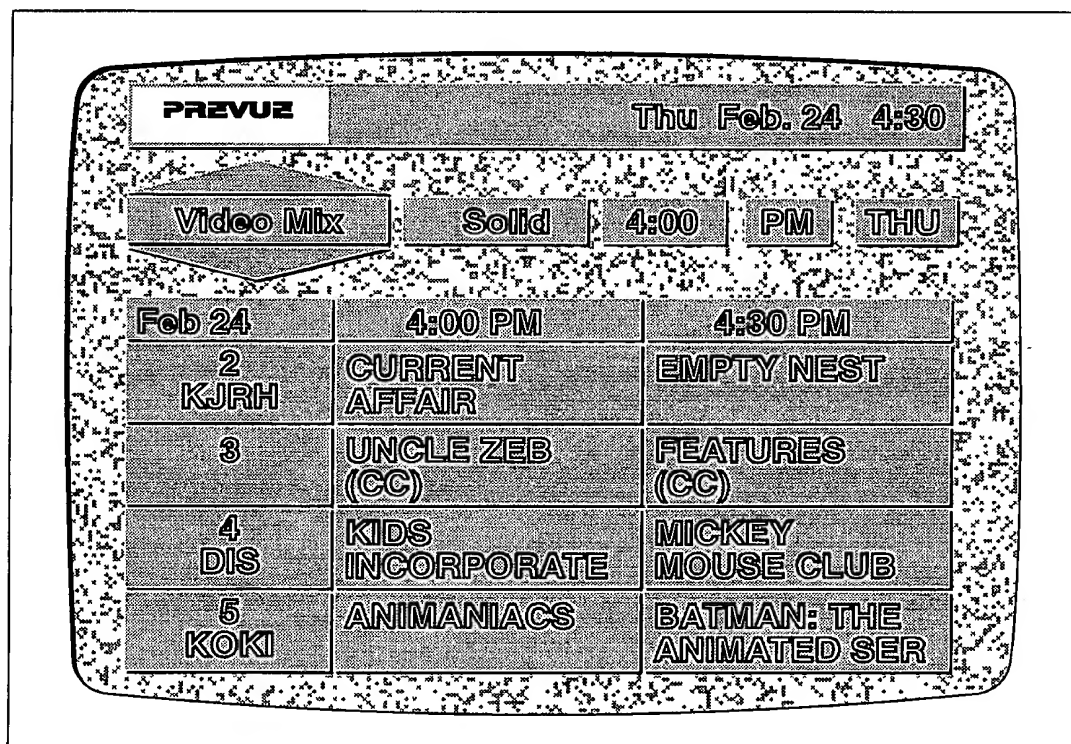 PREVUE Thu Feb. 24 4:30
Video Mix Solid 4:00 PM THU
Feb 24 4:00 PM 4:30 PM
2
KJRH
CURRENT
AFFAIR
EMPTY NEST
3
UNCLE ZEB
(CC)
FEATURES
(CC)
4
DIS
KIDS
INCORPORATE
MICKEY
MOUSE CLUB
5
KOKI
ANIMANIACS
BATMAN: THE
ANIMATED SER